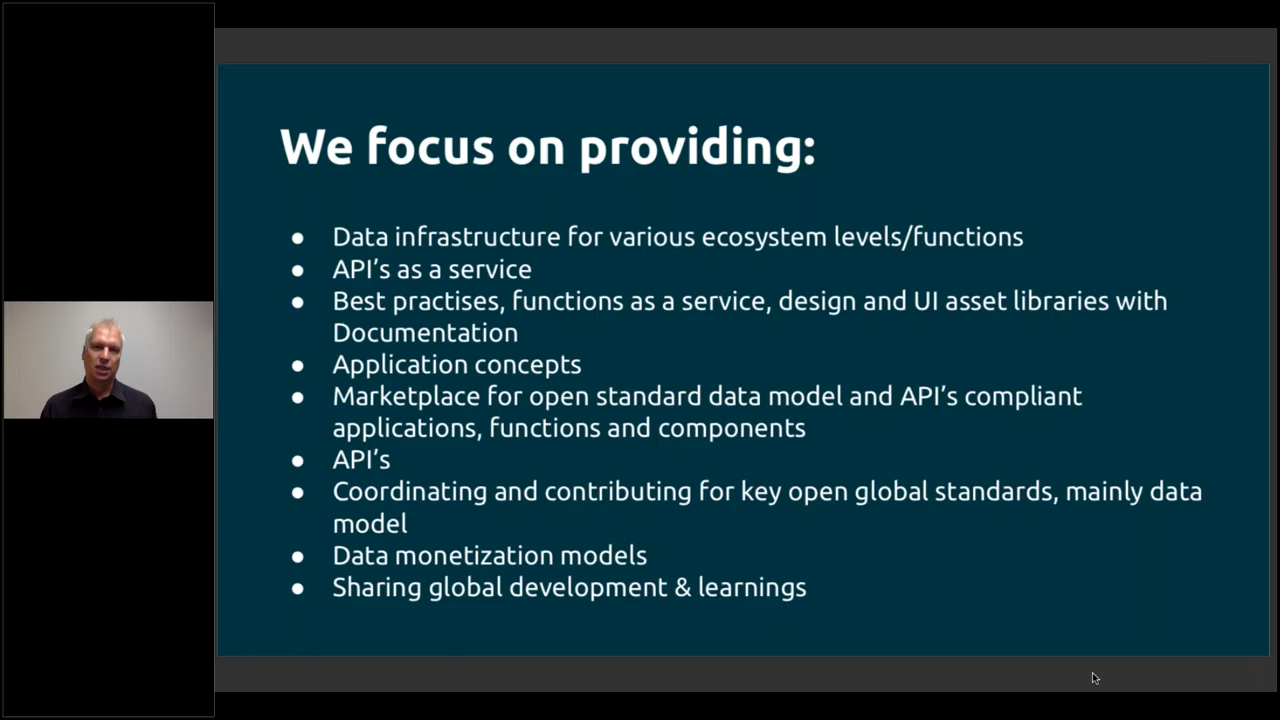 We focus on providing:
● Data infrastructure for various ecosystem levels/functions
● API’s as a service
● Best practises, functions as a service, design and UI asset libraries with
Documentation
● Application concepts
● Marketplace for open standard data model and API’s compliant
applications, functions and components
● API’s
● Coordinating and contributing for key open global standards, mainly data
model
● Data monetization models
● Sharing global development & learnings